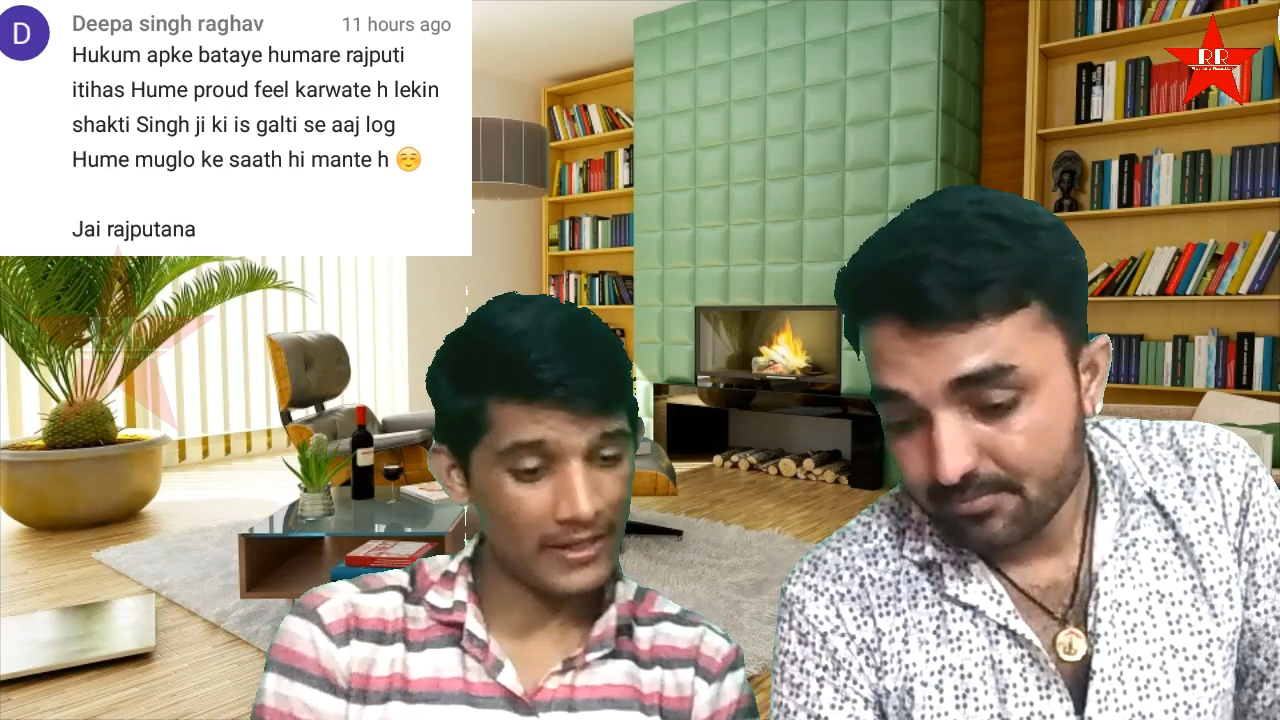 D
Deepa singh raghav 11 hours ago
Hukum apke bataye humare rajputi
itihas Hume proud feel karwate h lekin
shakti Singh ji ki is galti se aaj log
Hume muglo ke saath hi mante h ☺️
Jai rajputana
RR